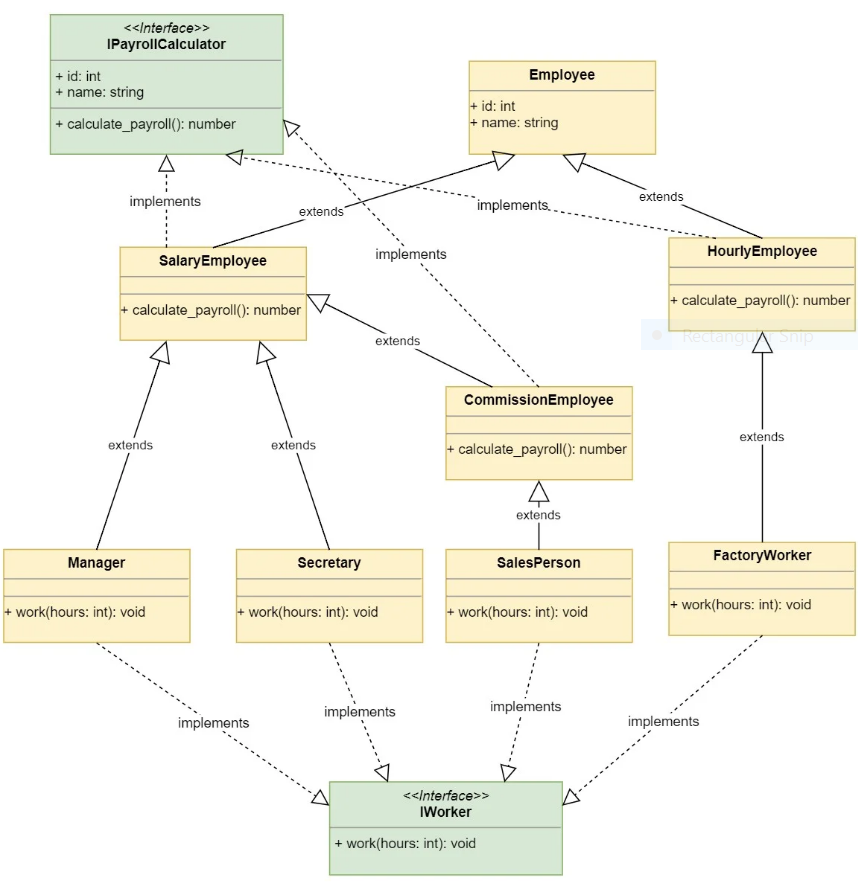 <<Interface>>
IPayrollCalculator
+ id: int
+ name: string
+ calculate_payroll(): number
Employee
+ id: int
+ name: string
implements
extends
implements
extends
implements
SalaryEmployee
+ calculate_payroll(): number
HourlyEmployee
+ calculate_payroll(): number
Rectangular Snip
extends
CommissionEmployee
+ calculate_payroll(): number
extends
extends
extends
extends
Manager
+ work(hours: int): void
Secretary
+ work(hours: int): void
SalesPerson
+ work(hours: int): void
FactoryWorker
+ work(hours: int): void
implements
implements
implements
implements
<<Interface>>
IWorker
+ work(hours: int): void